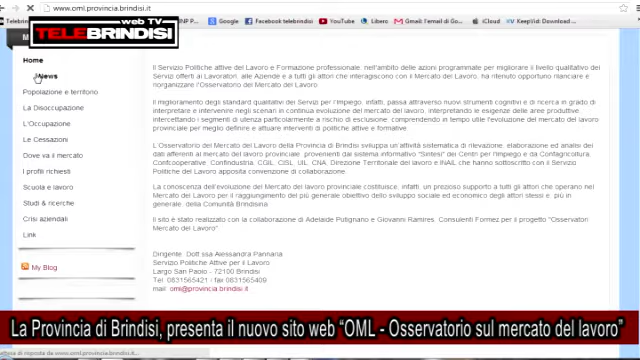 www.oml.provincia.brindisi.it
Google
Facebook telebrindisi
YouTube
Libero
Gmail: l'email di Go...
iCloud
KeepVid: Download ...
web TV
TELEBRINDISI
Home
News
Popolazione e territorio
La Disoccupazione
L'Occupazione
Le Cessazioni
Dove va il mercato
I profili richiesti
Scuola e lavoro
Studi & ricerche
Crisi aziendali
Link
My Blog
Il Servizio Politiche attive del Lavoro e Formazione professionale, nell'ambito delle azioni programmate per migliorare il livello qualitativo dei
Servizi offerti ai Lavoratori, alle Aziende e a tutti gli attori che interagiscono con il Mercato del Lavoro, ha ritenuto opportuno rilanciare e
riorganizzare l'Osservatorio del Mercato del Lavoro
Il miglioramento degli standard qualitativi dei Servizi per l'Impiego, infatti, passa attraverso nuovi strumenti cognitivi e di ricerca in grado di
interpretare e intervenire negli scenari in continua evoluzione del mercato del lavoro, interpretando le esigenze delle aree produttive,
intercettando i segmenti di utenza particolarmente a rischio di esclusione, comprendendo in tempo utile l'evoluzione del mercato del lavoro
provinciale per meglio definire e attuare interventi di politiche attive e formative
L'Osservatorio del Mercato del Lavoro della Provincia di Brindisi sviluppa un attività sistematica di rilevazione, elaborazione ed analisi dei
dati afferenti al mercato del lavoro provinciale, provenienti dal sistema informativo "Sintesi" dei Centri per l'Impiego e da Confagricoltura,
Confcooperative, Confindustria, CGIL, CISL, UIL, CNA, Direzione Territoriale del Lavoro e INAIL che hanno sottoscritto con il Servizio
Politiche del Lavoro apposita convenzione di collaborazione
La conoscenza dell'evoluzione del Mercato del lavoro provinciale costituisce, infatti, un prezioso supporto a tutti gli attori che operano nel
Mercato del Lavoro per il raggiungimento del più generale obiettivo dello sviluppo sociale ed economico degli attori stessi e, più in
generale, della Comunità Brindisina
Il sito è stato realizzato con la collaborazione di Adelaide Putignano e Giovanni Ramires, Consulenti Formez per il progetto "Osservatori
Mercato del Lavoro"
Dirigente: Dott.ssa Alessandra Pannaria
Servizio Politiche Attive per il Lavoro
Largo San Paolo - 72100 Brindisi
Tel. 0831565421 / fax 0831565409
mail: oml@provincia.brindisi.it
La Provincia di Brindisi, presenta il nuovo sito web "OML - Osservatorio sul mercato del lavoro"
attesa di risposta da www.oml.provincia.brindisi.it...